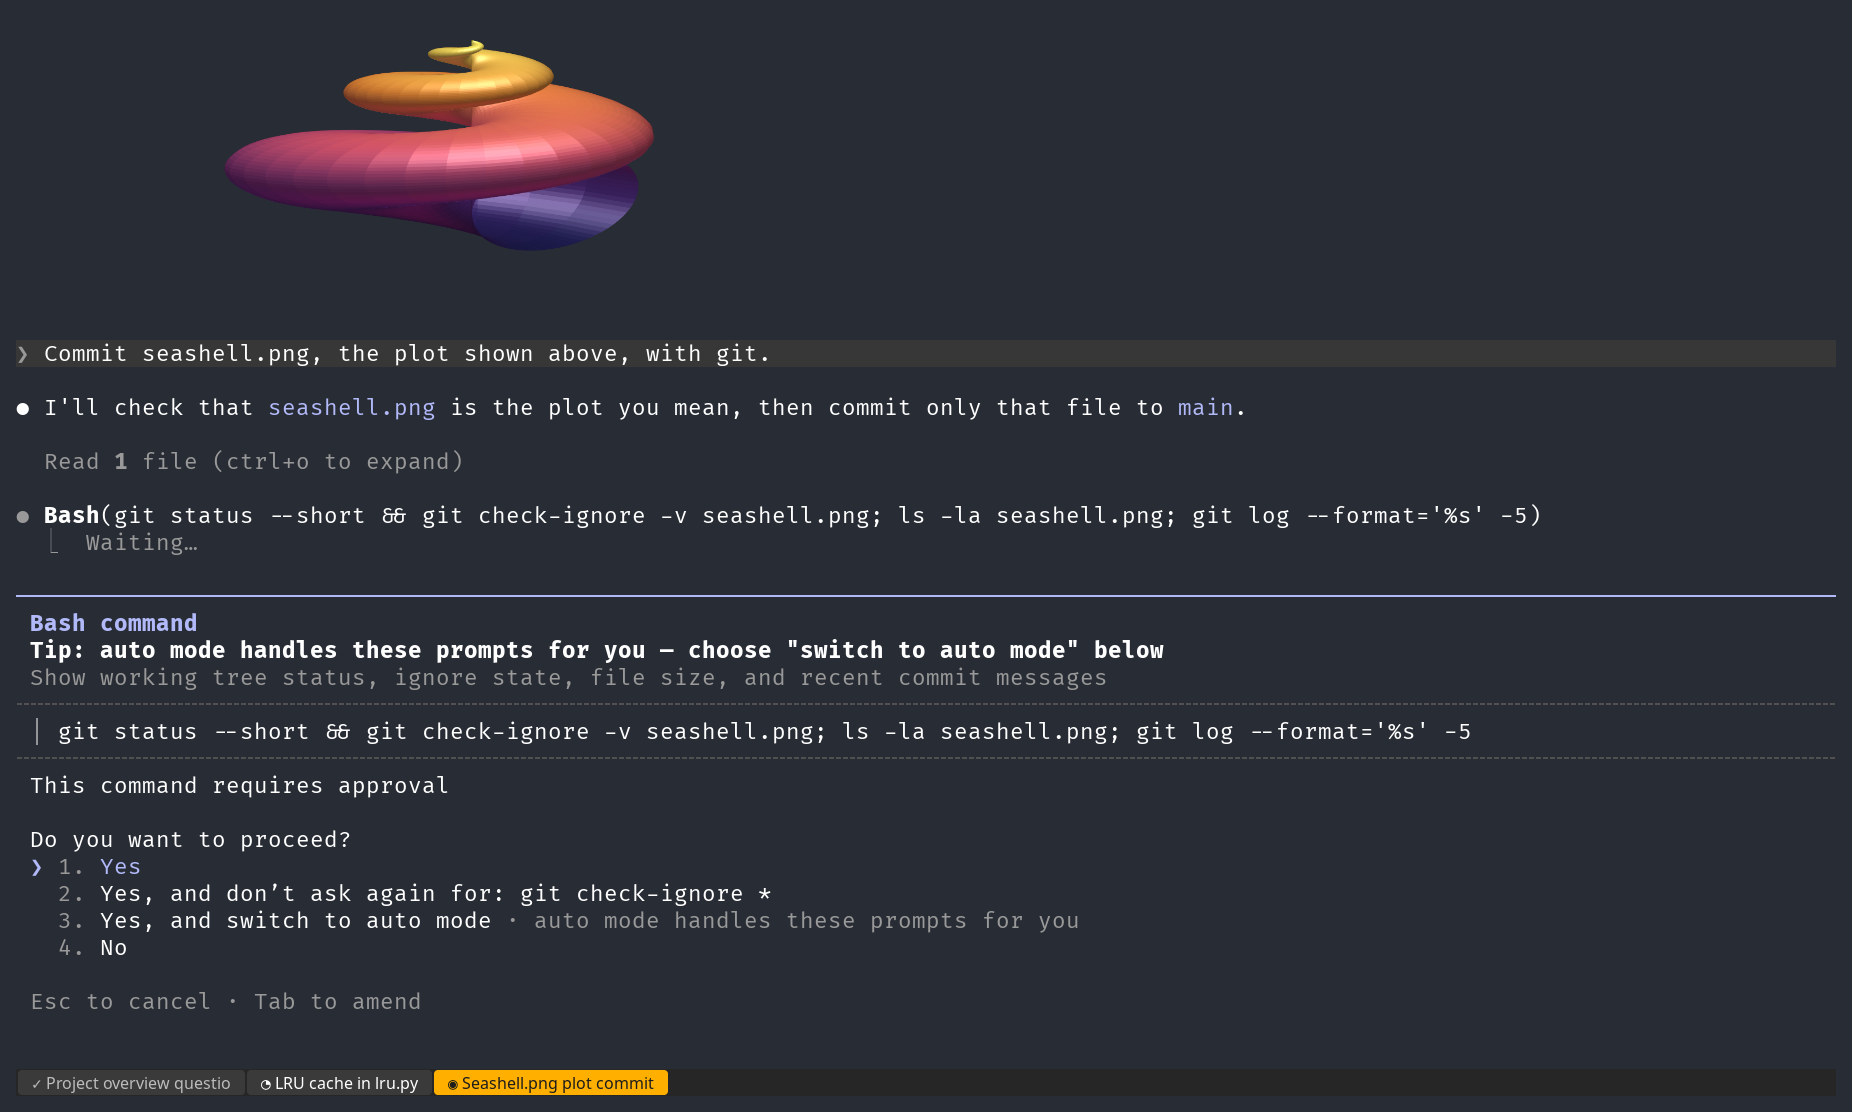 ❯ Commit seashell.png, the plot shown above, with git.
● I'll check that seashell.png is the plot you mean, then commit only that file to main.
Read 1 file (ctrl+o to expand)
● Bash(git status --short && git check-ignore -v seashell.png; ls -la seashell.png; git log --format='%s' -5)
⎿ Waiting…
Bash command
Tip: auto mode handles these prompts for you — choose "switch to auto mode" below
Show working tree status, ignore state, file size, and recent commit messages
git status --short && git check-ignore -v seashell.png; ls -la seashell.png; git log --format='%s' -5
This command requires approval
Do you want to proceed?
❯ 1. Yes
2. Yes, and don’t ask again for: git check-ignore *
3. Yes, and switch to auto mode · auto mode handles these prompts for you
4. No
Esc to cancel · Tab to amend
✓ Project overview questio ◔ LRU cache in lru.py ◉ Seashell.png plot commit